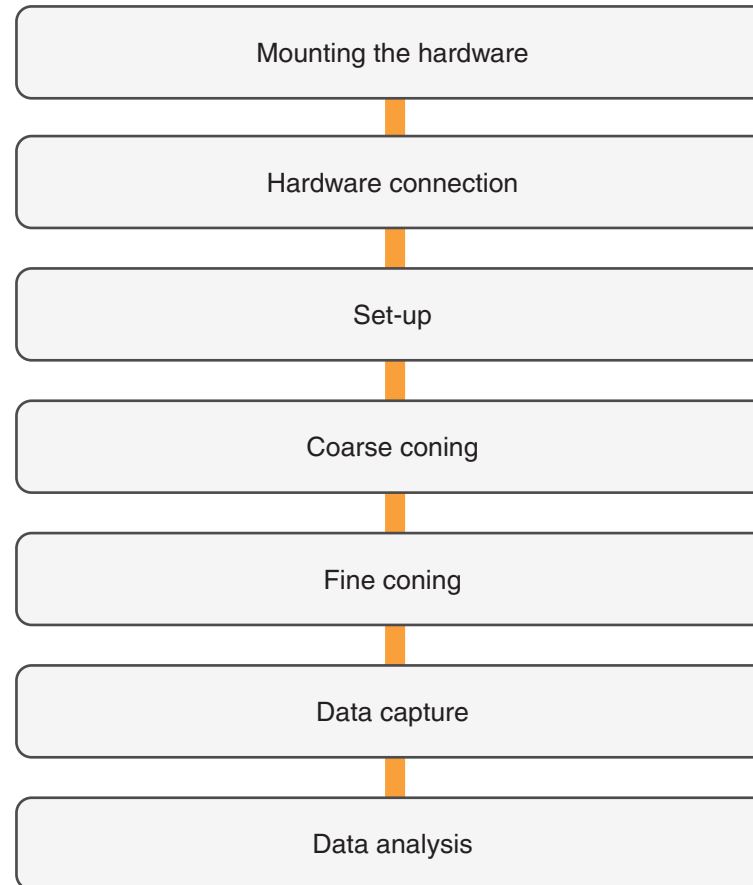 Mounting the hardware
Hardware connection
Set-up
Coarse coning
Fine coning
Data capture
Data analysis